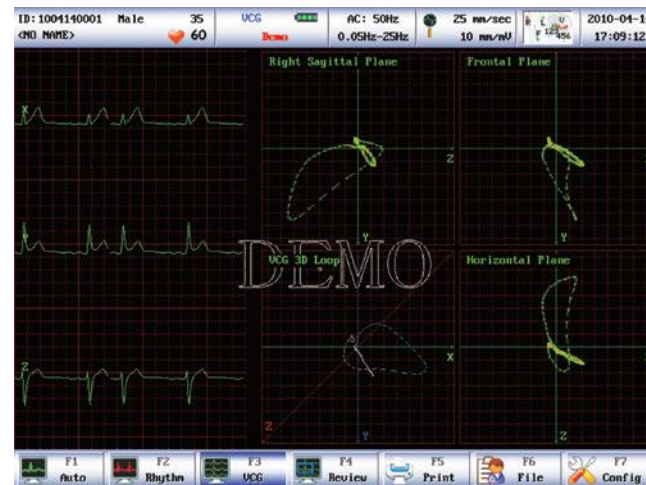 ID:1004140001 Male 35 VCG AC: 50Hz 25 mm/sec R L U 2010-04-1
<NO NAME> 60 Demo 0.05Hz-25Hz 10 mm/mV F 123 456 17:09:12
Right Sagittal Plane Frontal Plane
X
Z
Y Y Y
DEMO
VCG 3D Loop Horizontal Plane
Z X
Z Y Z
F1 F2 F3 F4 F5 F6 F7
Auto Rhythm VCG Review Print File Config